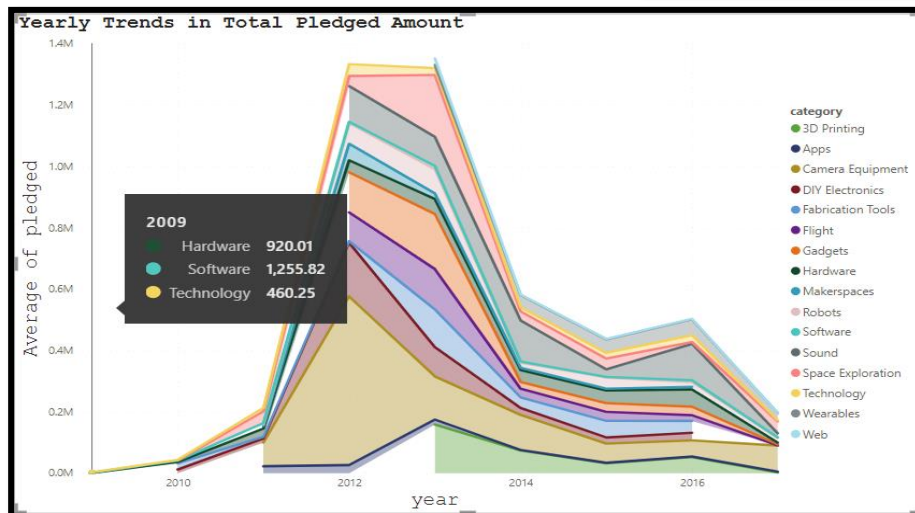 Yearly Trends in Total Pledged Amount
1.4M
1.2M
1.0M
0.8M
0.6M
0.4M
0.2M
0.0M
Average of pledged
2009
Hardware 920.01
Software 1,255.82
Technology 460.25
2010
2012
2014
2016
year
category
3D Printing
Apps
Camera Equipment
DIY Electronics
Fabrication Tools
Flight
Gadgets
Hardware
Makerspaces
Robots
Software
Sound
Space Exploration
Technology
Wearables
Web